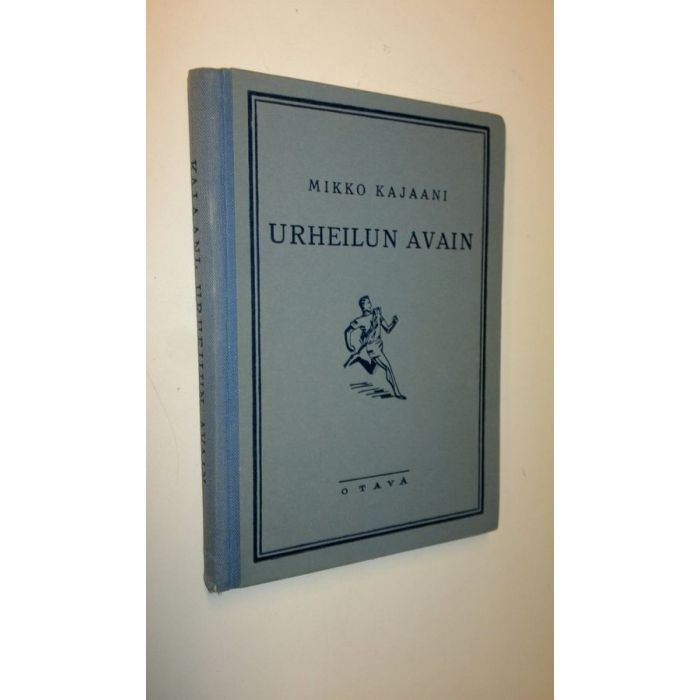 MIKKO KAJAANI
URHEILUN AVAIN
OTAVA
KAJAANI: URHEILUN AVAIN